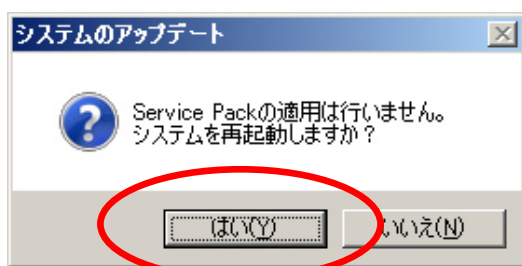 システムのアップデート
Service Packの適用は行いません。
システムを再起動しますか？
はい(Y)
いいえ(N)